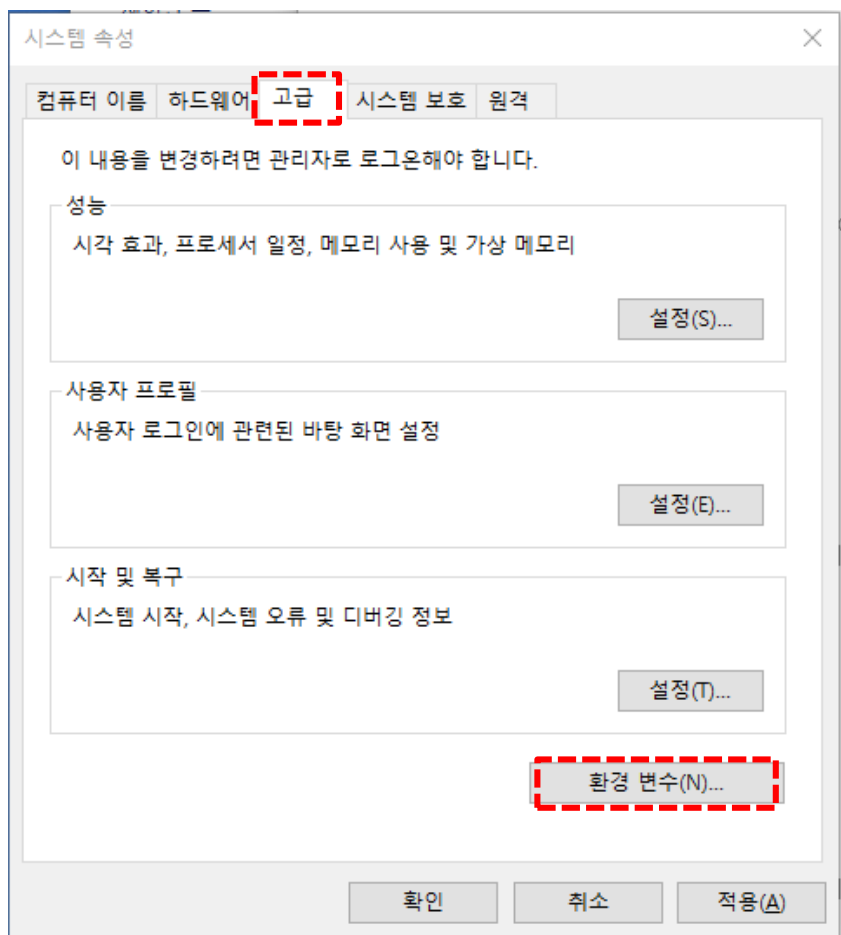 시스템 속성
컴퓨터 이름 하드웨어 고급 시스템 보호 원격
이 내용을 변경하려면 관리자로 로그온해야 합니다.
성능
시각 효과, 프로세서 일정, 메모리 사용 및 가상 메모리
설정(S)...
사용자 프로필
사용자 로그인에 관련된 바탕 화면 설정
설정(E)...
시작 및 복구
시스템 시작, 시스템 오류 및 디버깅 정보
설정(T)...
환경 변수(N)...
확인 취소 적용(A)